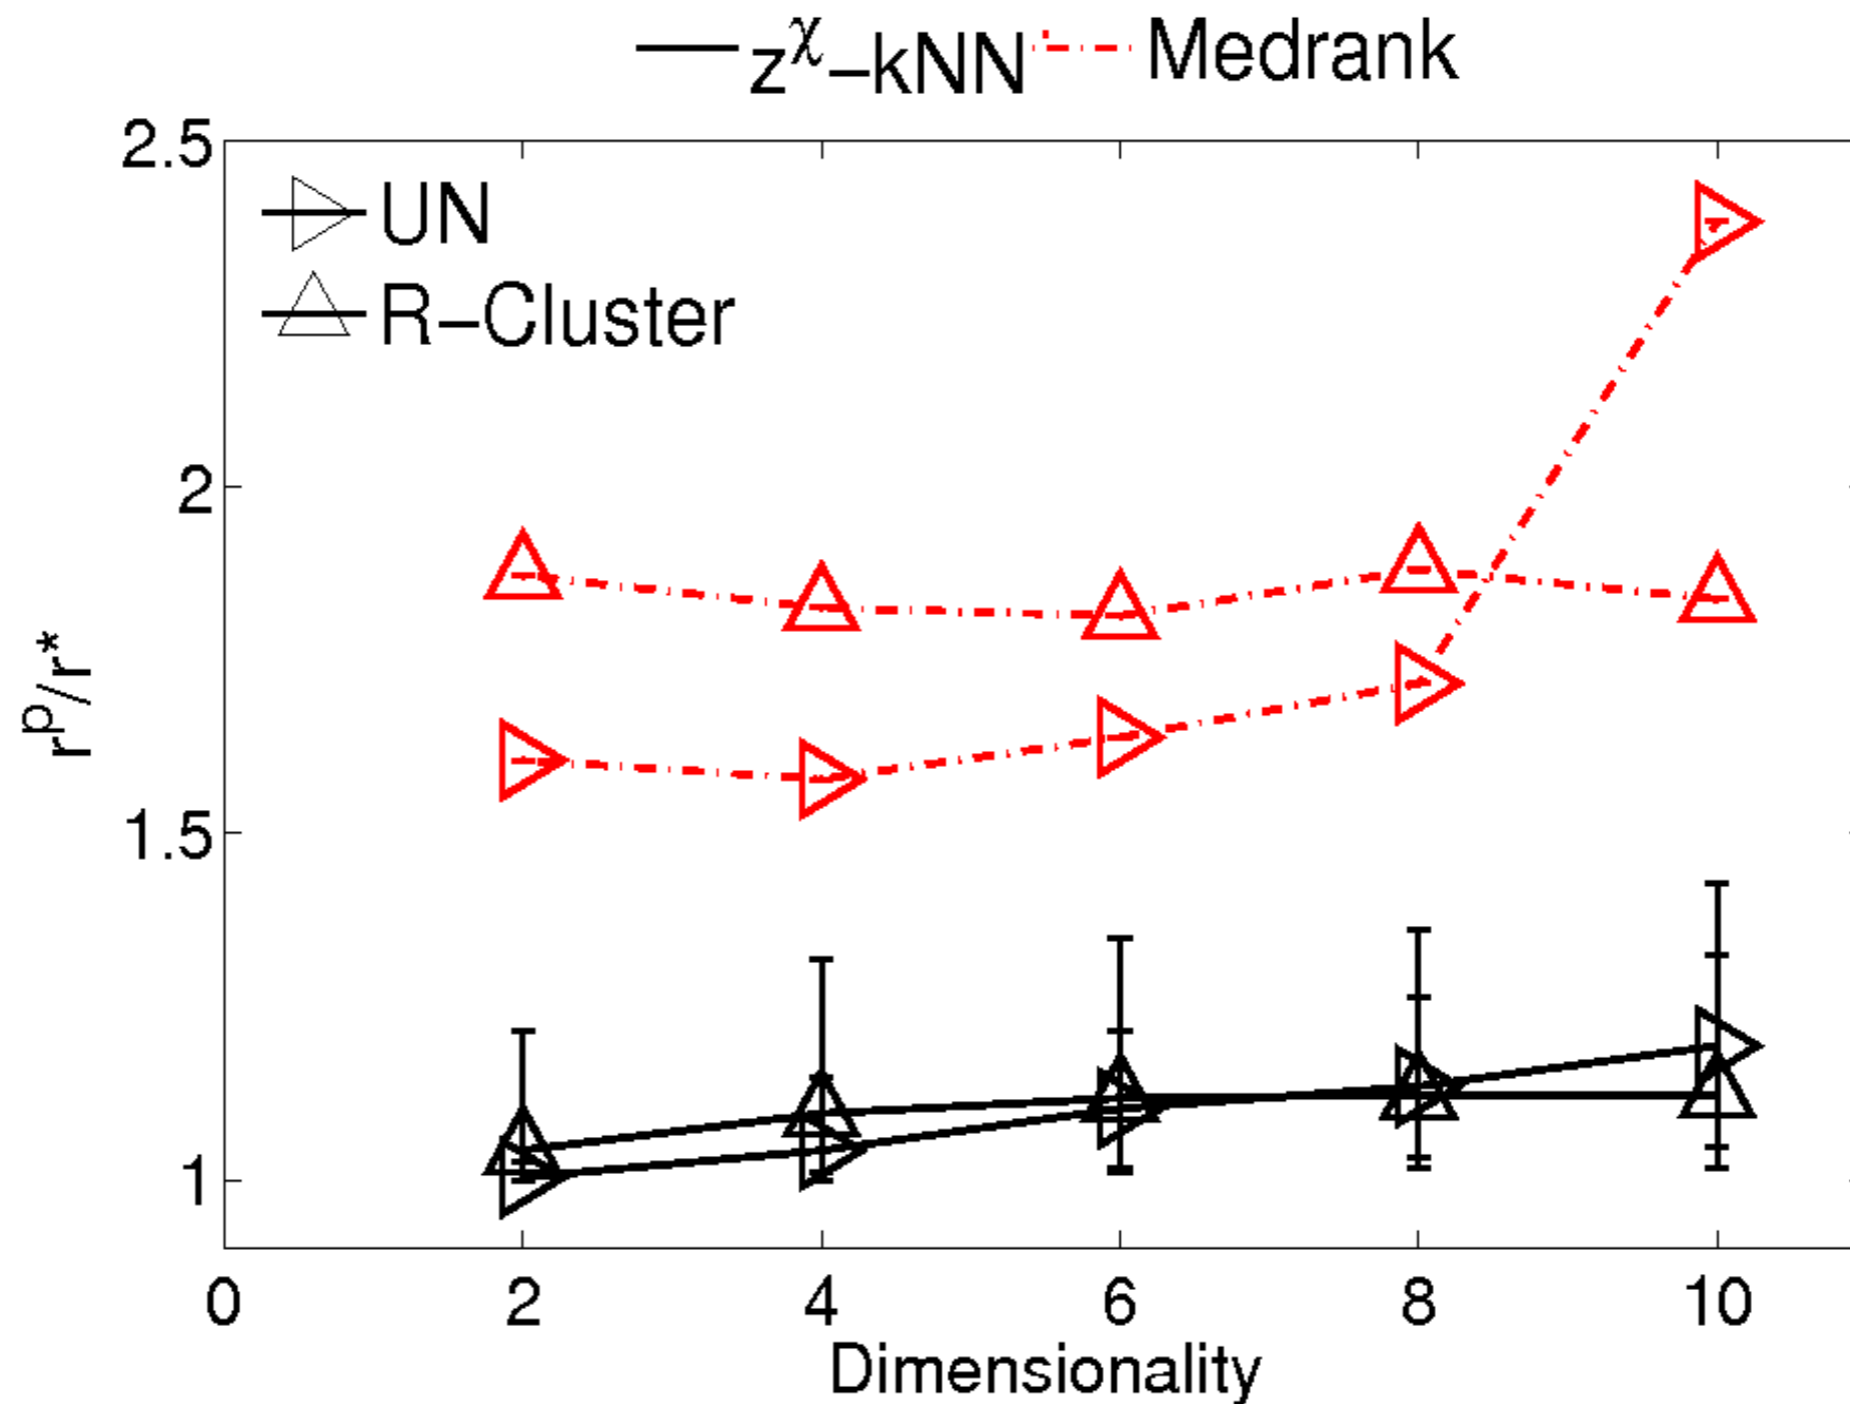 z^χ–kNN Medrank
2.5
UN
R–Cluster
2
r^p/r*
1.5
1
0 2 4 6 8 10
Dimensionality